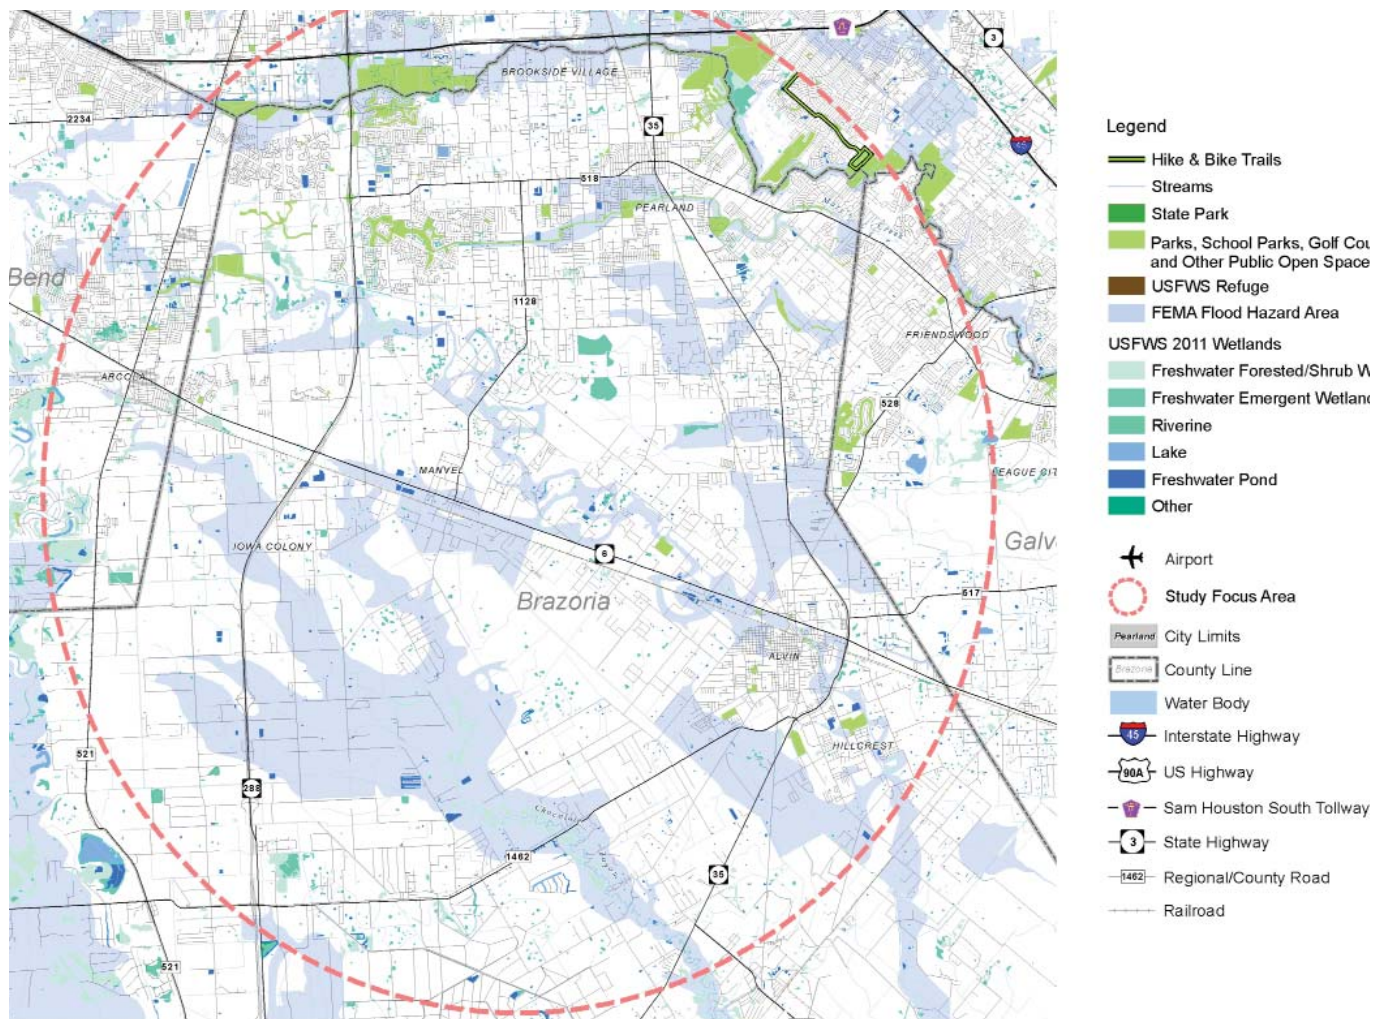 3
BROOKSIDE VILLAGE
2234
35
45
518
PEARLAND
Bend
1128
FRIENDSWOOD
ARCOLA
528
MANVEL
LEAGUE CIT
IOWA COLONY
6
Galv
Brazoria
517
ALVIN
521
HILLCREST
288
Chocolate
1462
35
521
Legend
Hike & Bike Trails
Streams
State Park
Parks, School Parks, Golf Cou
and Other Public Open Space
USFWS Refuge
FEMA Flood Hazard Area
USFWS 2011 Wetlands
Freshwater Forested/Shrub W
Freshwater Emergent Wetland
Riverine
Lake
Freshwater Pond
Other
Airport
Study Focus Area
Pearland City Limits
Brazoria County Line
Water Body
45 Interstate Highway
90A US Highway
Sam Houston South Tollway
3 State Highway
1462 Regional/County Road
Railroad